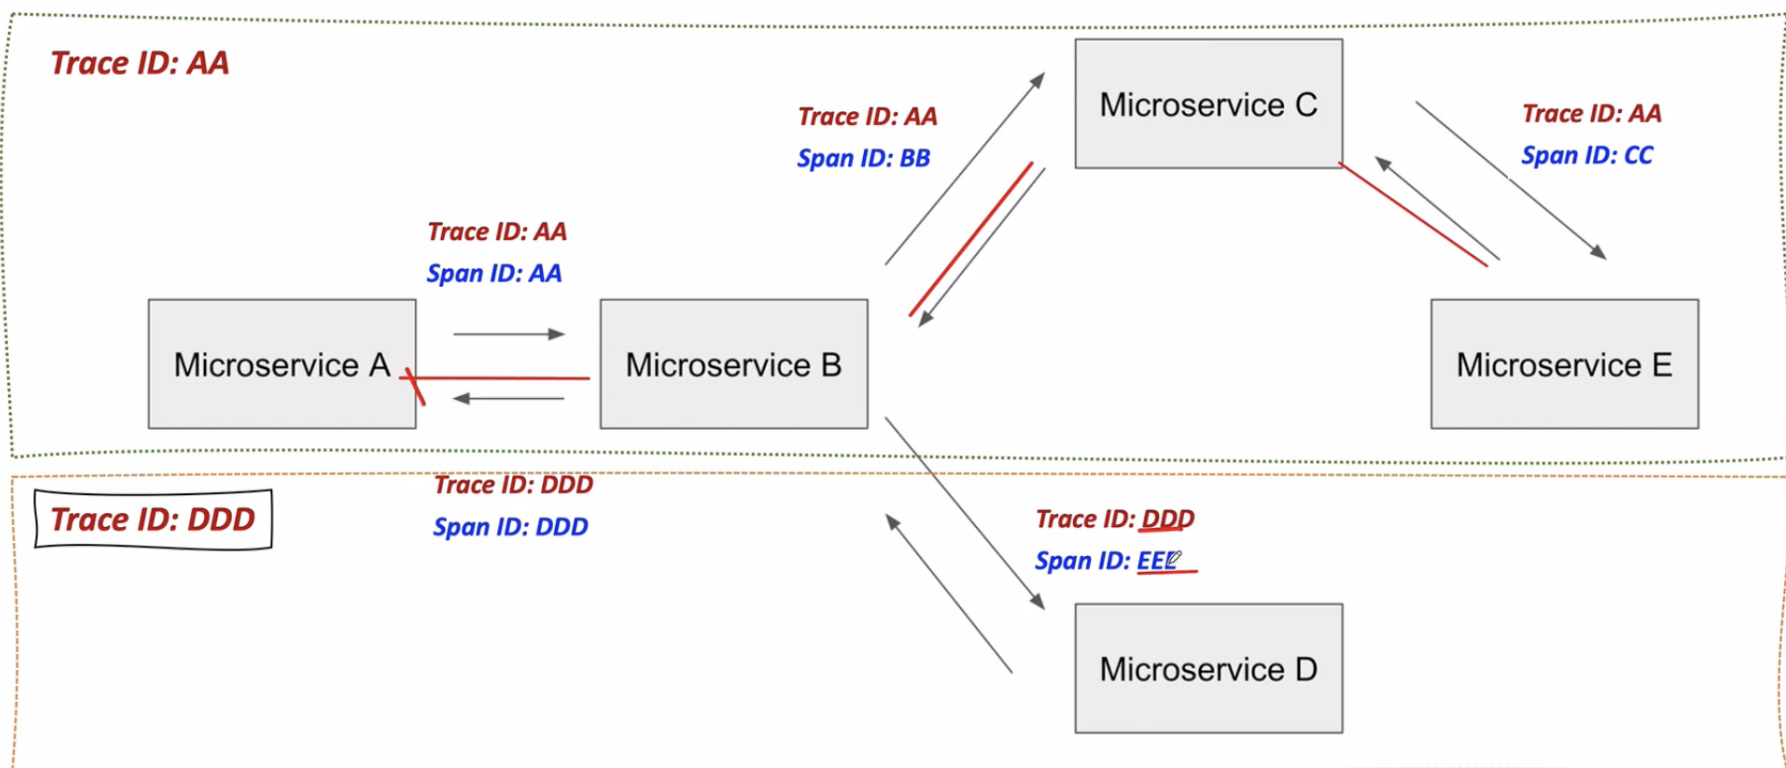 Trace ID: AA
Microservice C
Trace ID: AA
Span ID: BB
Trace ID: AA
Span ID: CC
Trace ID: AA
Span ID: AA
Microservice A
Microservice B
Microservice E
Trace ID: DDD
Trace ID: DDD
Span ID: DDD
Trace ID: DDD
Span ID: EEE
Microservice D